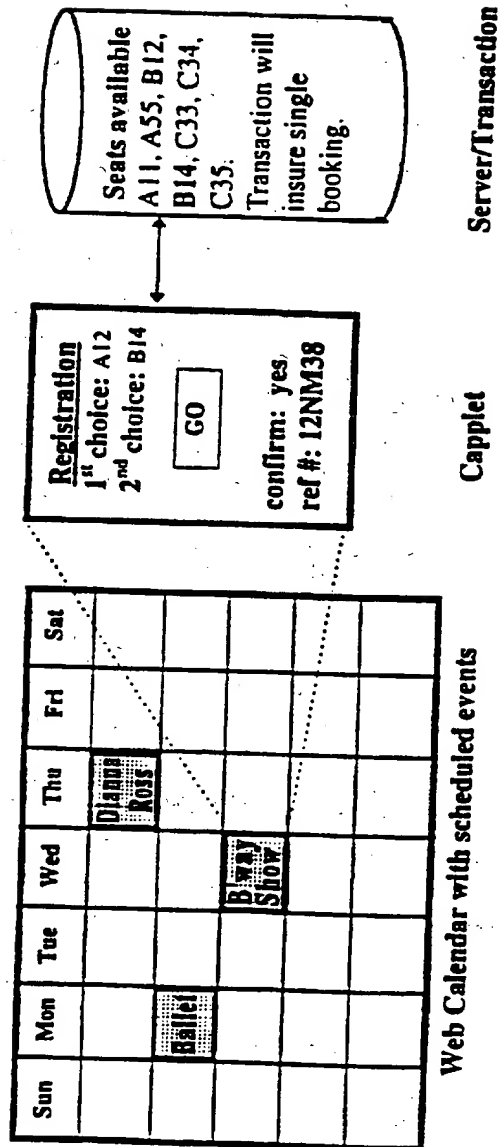 Sun Mon Tue Wed Thu Fri Sat
Dianna
Ross
Ballet
B'way
Show
Web Calendar with scheduled events
Registration
1st choice: A12
2nd choice: B14
GO
confirm: yes
ref #: 12NM38
Capplet
Seats available
A11, A55, B12,
B14, C33, C34,
C35.
Transaction will
insure single
booking.
Server/Transaction